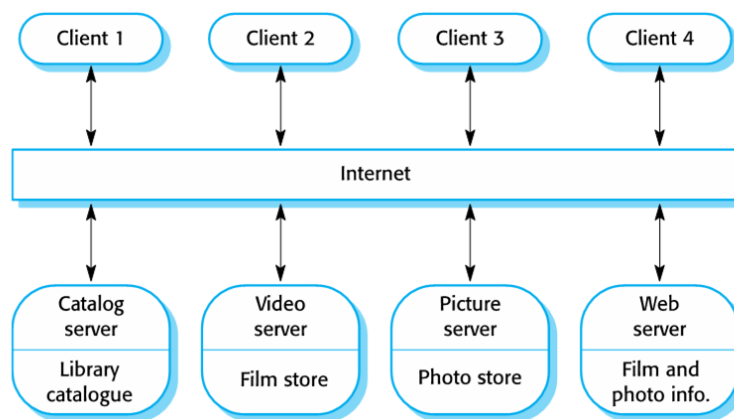 Client 1
Client 2
Client 3
Client 4
Internet
Catalog
server
Library
catalogue
Video
server
Film store
Picture
server
Photo store
Web
server
Film and
photo info.